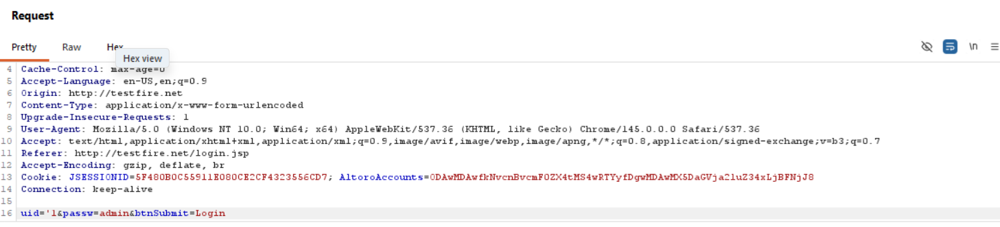 Request
Pretty Raw Hex
Hex view
\n
4 Cache-Control: max-age=0
5 Accept-Language: en-US,en;q=0.9
6 Origin: http://testfire.net
7 Content-Type: application/x-www-form-urlencoded
8 Upgrade-Insecure-Requests: 1
9 User-Agent: Mozilla/5.0 (Windows NT 10.0; Win64; x64) AppleWebKit/537.36 (KHTML, like Gecko) Chrome/145.0.0.0 Safari/537.36
10 Accept: text/html,application/xhtml+xml,application/xml;q=0.9,image/avif,image/webp,image/apng,*/*;q=0.8,application/signed-exchange;v=b3;q=0.7
11 Referer: http://testfire.net/login.jsp
12 Accept-Encoding: gzip, deflate, br
13 Cookie: JSESSIONID=5F480B0C55911E080CE2CF4323556CD7; AltoroAccounts=ODAwMDAwfkNvcnBvcmF0ZX4tMS4wRTYyfDgwMDAwMX5DaGVja2luZ34xLjBFNjJ8
14 Connection: keep-alive
15
16 uid='1&passw=admin&btnSubmit=Login